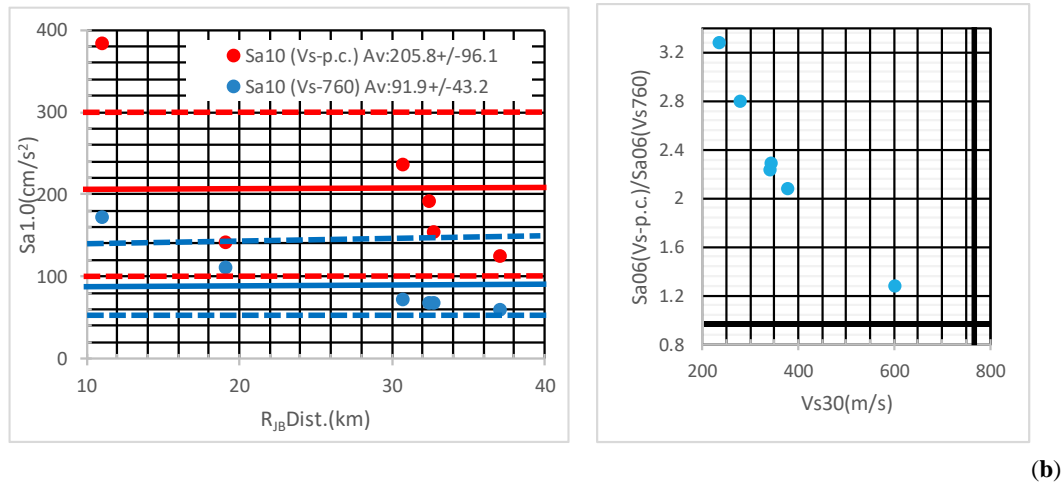 400
300
200
100
0
Sa1.0(cm/s²)
Sa10 (Vs-p.c.) Av:205.8+/-96.1
Sa10 (Vs-760) Av:91.9+/-43.2
10 20 30 40
R_JB Dist.(km)
3.2
2.8
2.4
2
1.6
1.2
0.8
Sa06(Vs-p.c.)/Sa06(Vs760)
200 400 600 800
Vs30(m/s)
(b)